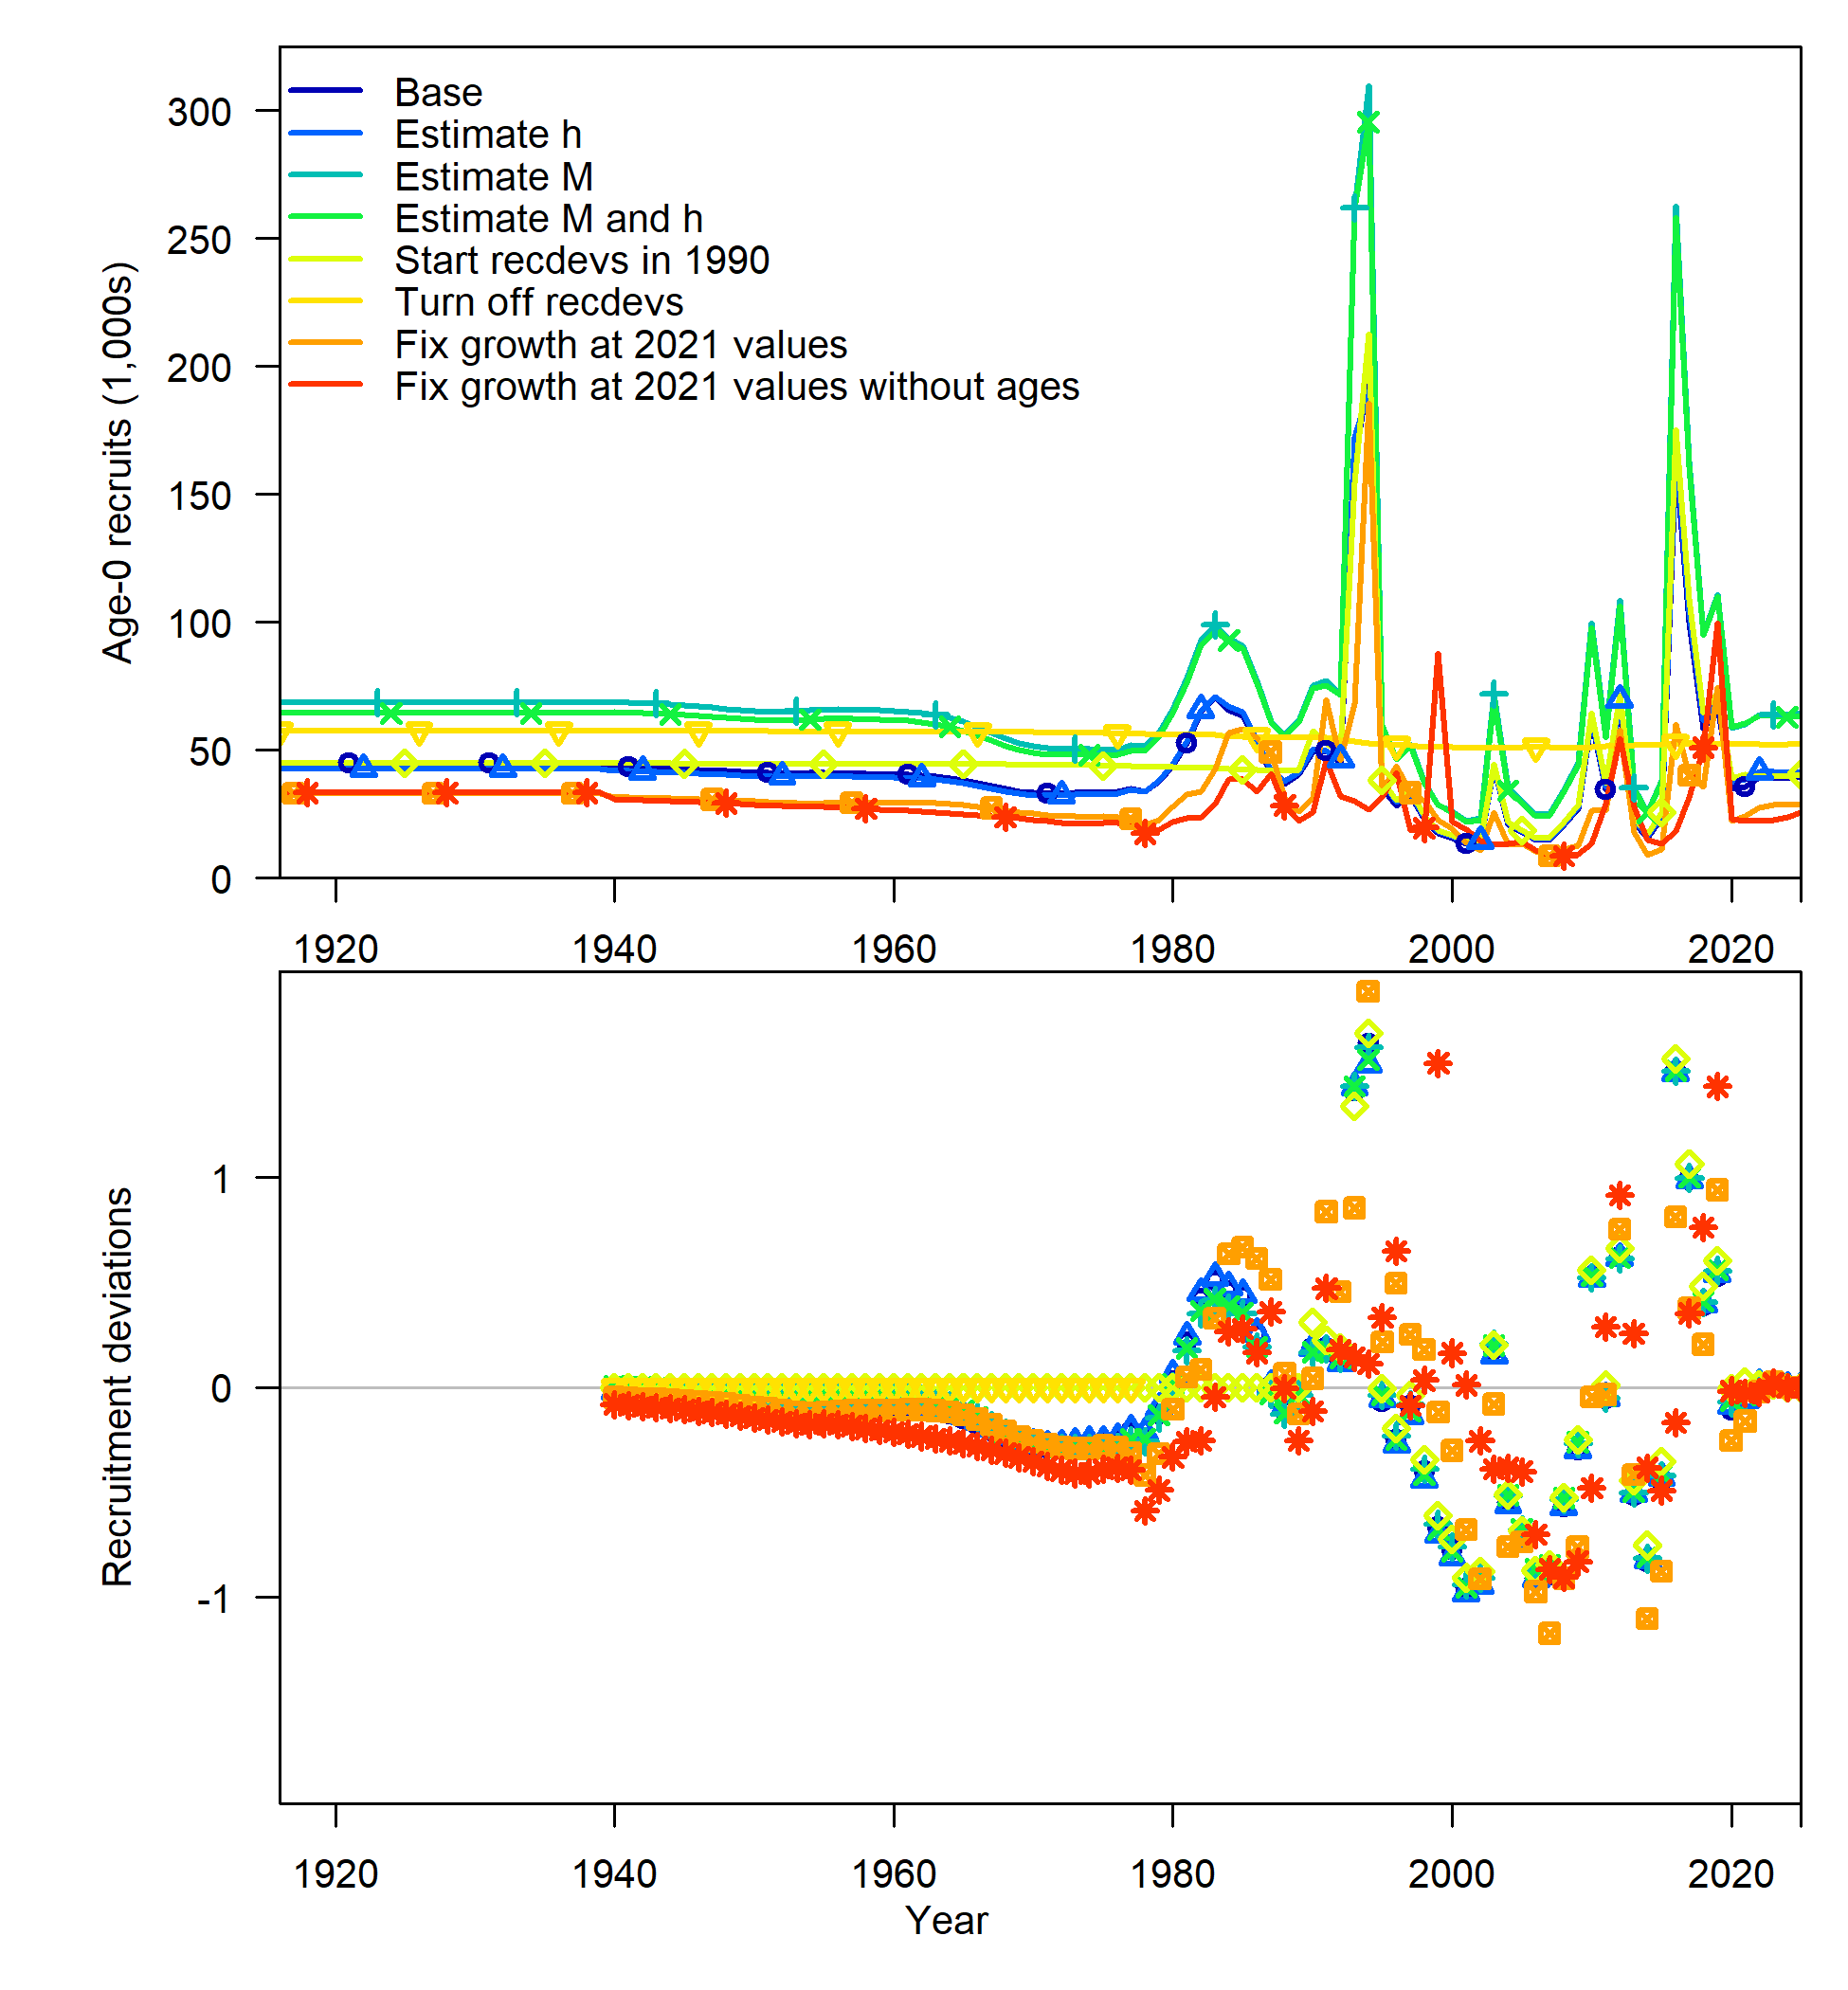 Age-0 recruits (1,000s)
300
250
200
150
100
50
0
Base
Estimate h
Estimate M
Estimate M and h
Start recdevs in 1990
Turn off recdevs
Fix growth at 2021 values
Fix growth at 2021 values without ages
1920 1940 1960 1980 2000 2020
Recruitment deviations
1
0
-1
1920 1940 1960 1980 2000 2020
Year